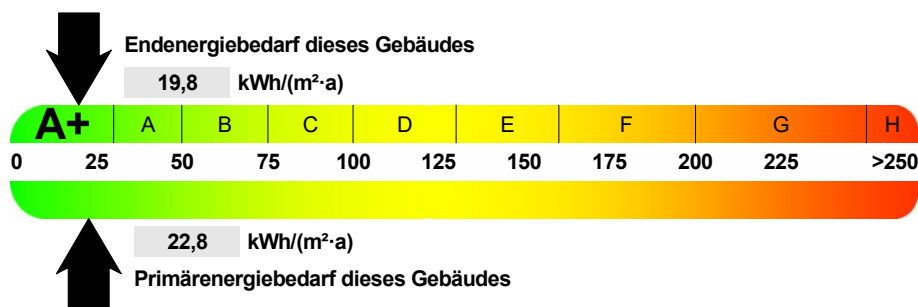 Endenergiebedarf dieses Gebäudes
19,8 kWh/(m²·a)
A+ A B C D E F G H
0 25 50 75 100 125 150 175 200 225 >250
22,8 kWh/(m²·a)
Primärenergiebedarf dieses Gebäudes